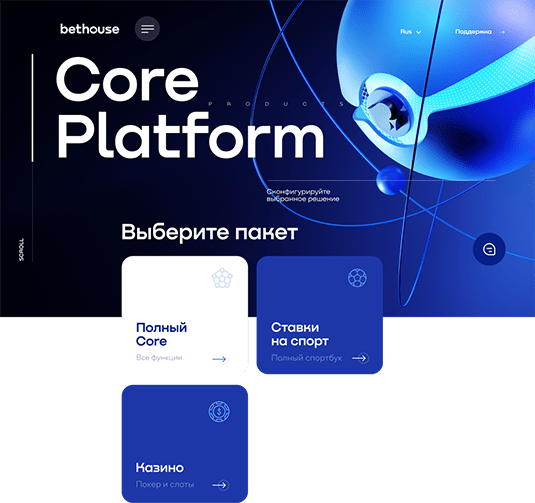 bethouse
Rus
Поддержка
Core
PRODUCTS
Platform
Сконфигурируйте
выбранное решение
SCROLL
Выберите пакет
Полный
Core
Все функции
Ставки
на спорт
Полный спортбук
Казино
Покер и слоты